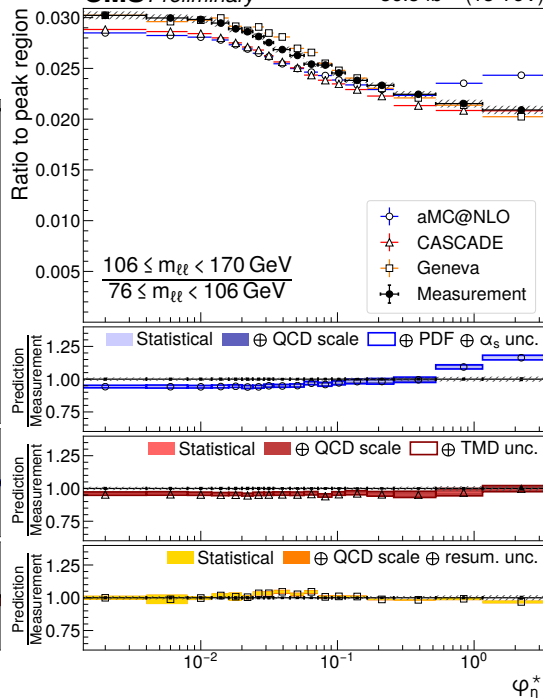 Preliminary
Ratio to peak region
0.030
0.025
0.020
0.015
0.010
0.005
106 ≤ mℓℓ < 170 GeV
76 ≤ mℓℓ < 106 GeV
aMC@NLO
CASCADE
Geneva
Measurement
Prediction
Measurement
1.25
1.00
0.75
Statistical ⊕ QCD scale ⊕ PDF ⊕ αs unc.
Prediction
Measurement
1.25
1.00
0.75
Statistical ⊕ QCD scale ⊕ TMD unc.
Prediction
Measurement
1.25
1.00
0.75
Statistical ⊕ QCD scale ⊕ resum. unc.
10⁻² 10⁻¹ 10⁰
φ*η